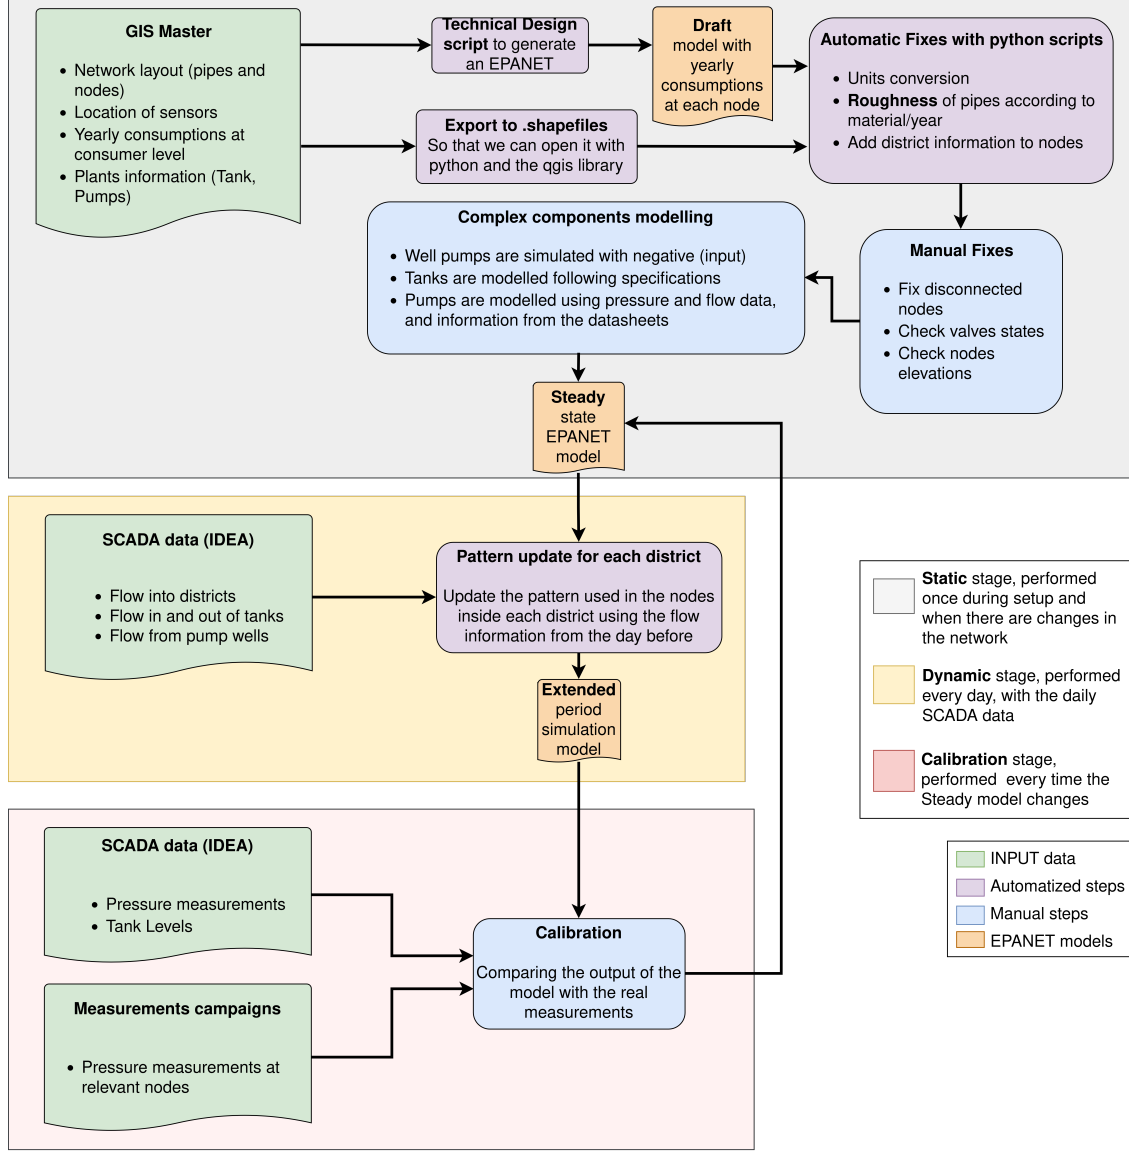 GIS Master
• Network layout (pipes and
nodes)
• Location of sensors
• Yearly consumptions at
consumer level
• Plants information (Tank,
Pumps)
Technical Design
script to generate
an EPANET
Draft
model with
yearly
consumptions
at each node
Export to .shapefiles
So that we can open it with
python and the qgis library
Automatic Fixes with python scripts
• Units conversion
• Roughness of pipes according to
material/year
• Add district information to nodes
Manual Fixes
• Fix disconnected
nodes
• Check valves states
• Check nodes
elevations
Complex components modelling
• Well pumps are simulated with negative (input)
• Tanks are modelled following specifications
• Pumps are modelled using pressure and flow data,
and information from the datasheets
Steady
state
EPANET
model
SCADA data (IDEA)
• Flow into districts
• Flow in and out of tanks
• Flow from pump wells
Pattern update for each district
Update the pattern used in the nodes
inside each district using the flow
information from the day before
Extended
period
simulation
model
SCADA data (IDEA)
• Pressure measurements
• Tank Levels
Measurements campaigns
• Pressure measurements at
relevant nodes
Calibration
Comparing the output of the
model with the real
measurements
Static stage, performed
once during setup and
when there are changes in
the network
Dynamic stage, performed
every day, with the daily
SCADA data
Calibration stage,
performed every time the
Steady model changes
INPUT data
Automatized steps
Manual steps
EPANET models